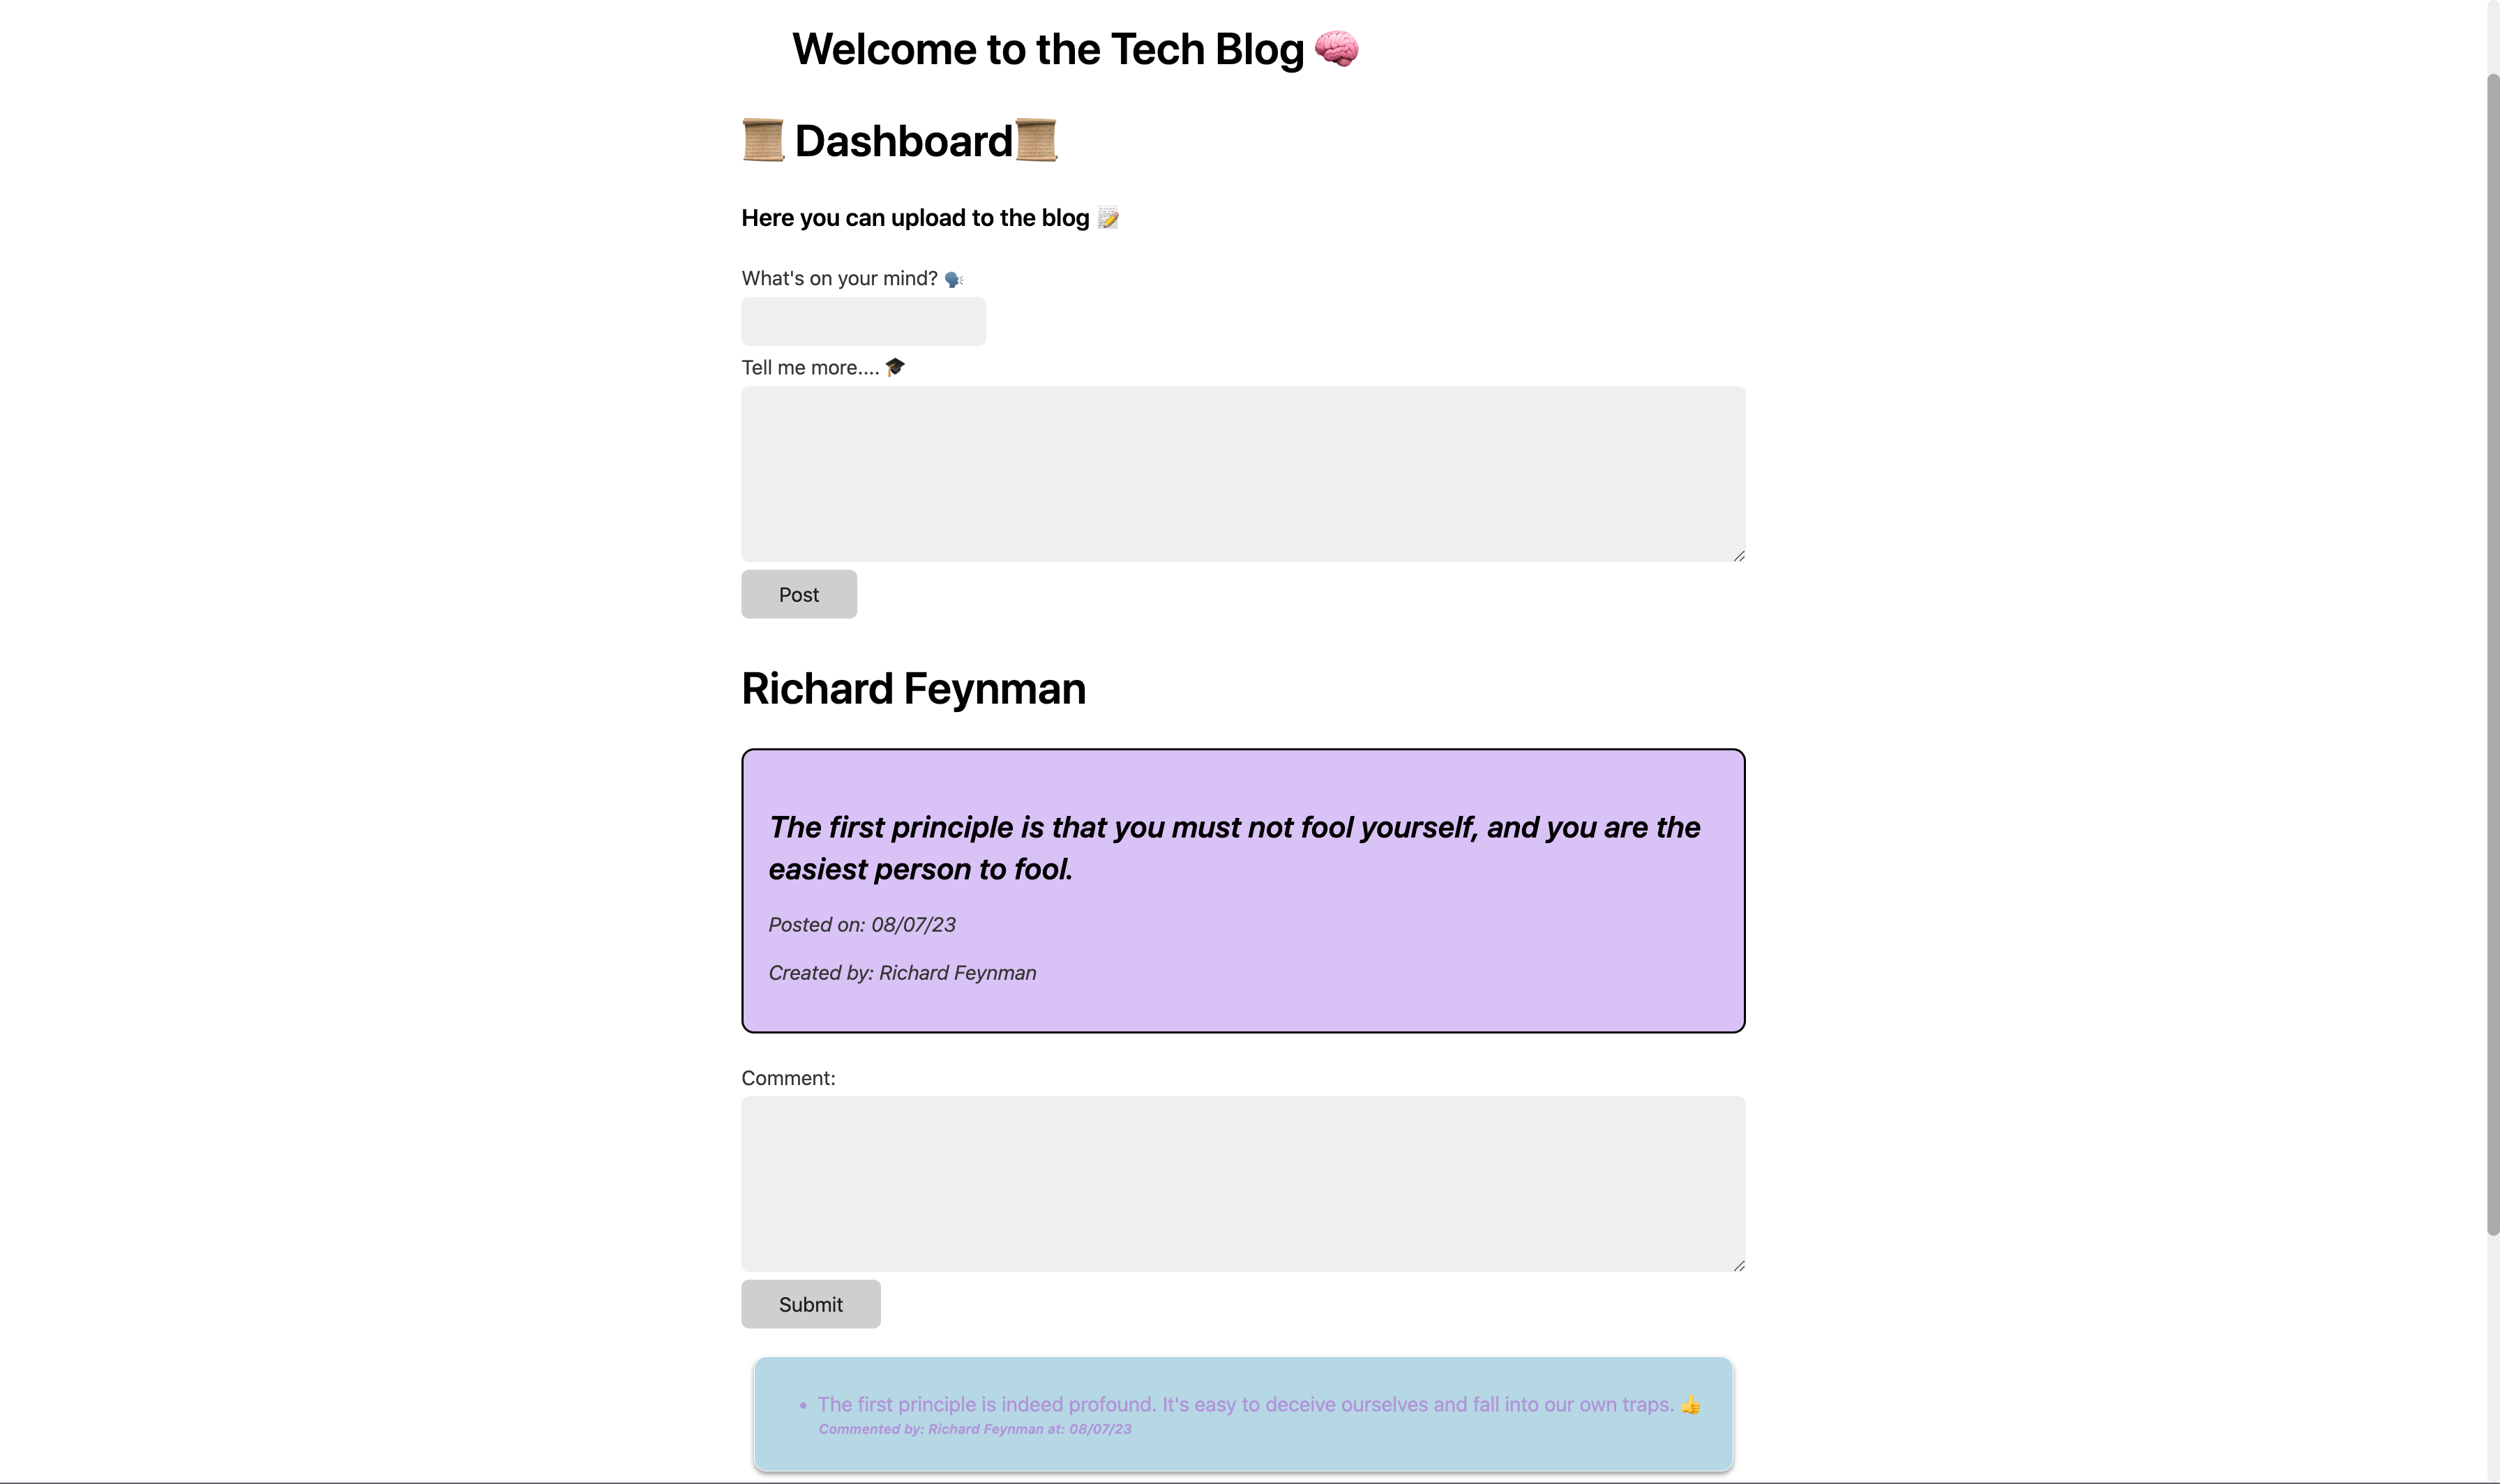 Welcome to the Tech Blog 🧠
📜 Dashboard📜
Here you can upload to the blog 📝
What's on your mind? 🗣️
Tell me more.... 🎓
Post
Richard Feynman
The first principle is that you must not fool yourself, and you are the
easiest person to fool.
Posted on: 08/07/23
Created by: Richard Feynman
Comment:
Submit
• The first principle is indeed profound. It's easy to deceive ourselves and fall into our own traps. 👍
Commented by: Richard Feynman at: 08/07/23